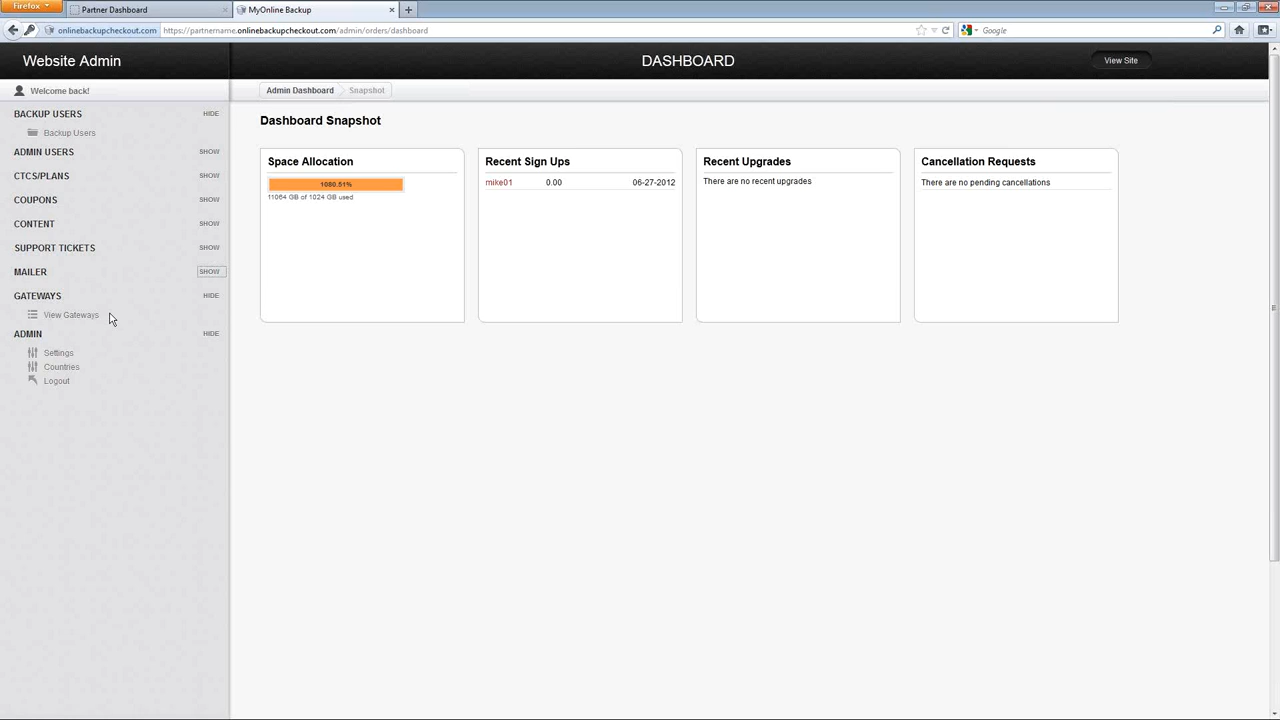 Firefox
Partner Dashboard
MyOnline Backup
onlinebackupcheckout.com
https://partnername.onlinebackupcheckout.com/admin/orders/dashboard
Google
Website Admin
DASHBOARD
View Site
Welcome back!
Admin Dashboard
Snapshot
BACKUP USERS HIDE
Backup Users
ADMIN USERS SHOW
CTCS/PLANS SHOW
COUPONS SHOW
CONTENT SHOW
SUPPORT TICKETS SHOW
MAILER SHOW
GATEWAYS HIDE
View Gateways
ADMIN HIDE
Settings
Countries
Logout
Dashboard Snapshot
Space Allocation
1080.51%
11064 GB of 1024 GB used
Recent Sign Ups
mike01 0.00 06-27-2012
Recent Upgrades
There are no recent upgrades
Cancellation Requests
There are no pending cancellations